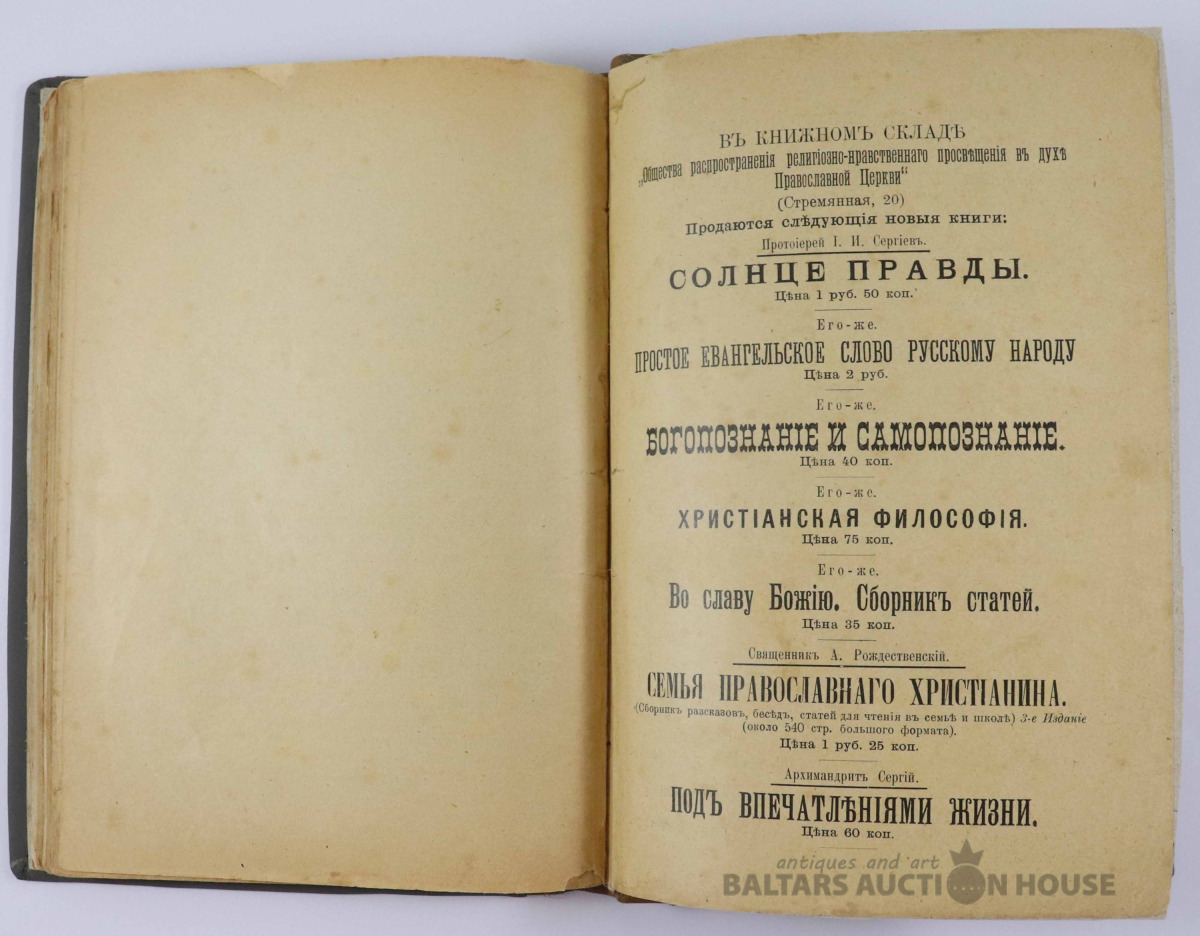 ВЪ КНИЖНОМЪ СКЛАДѢ
„Общества распространенія религіозно-нравственнаго просвѣщенія въ духѣ
Православной Церкви“
(Стремянная, 20)
Продаются слѣдующія новыя книги:
Протоіерей І. И. Сергіевъ.
СОЛНЦЕ ПРАВДЫ.
Цѣна 1 руб. 50 коп.
Его-же.
ПРОСТОЕ ЕВАНГЕЛЬСКОЕ СЛОВО РУССКОМУ НАРОДУ
Цѣна 2 руб.
Его-же.
БОГОПОЗНАНІЕ И САМОПОЗНАНІЕ.
Цѣна 40 коп.
Его-же.
ХРИСТІАНСКАЯ ФИЛОСОФІЯ.
Цѣна 75 коп.
Его-же.
Во славу Божію. Сборникъ статей.
Цѣна 35 коп.
Священникъ А. Рождественскій.
СЕМЬЯ ПРАВОСЛАВНАГО ХРИСТІАНИНА.
(Сборникъ разсказовъ, бесѣдъ, статей для чтенія въ семьѣ и школѣ) 3-е Изданіе
(около 540 стр. большого формата).
Цѣна 1 руб. 25 коп.
Архимандритъ Сергій.
ПОДЪ ВПЕЧАТЛѢНІЯМИ ЖИЗНИ.
Цѣна 60 коп.
antiques and art
BALTARS AUCTION HOUSE